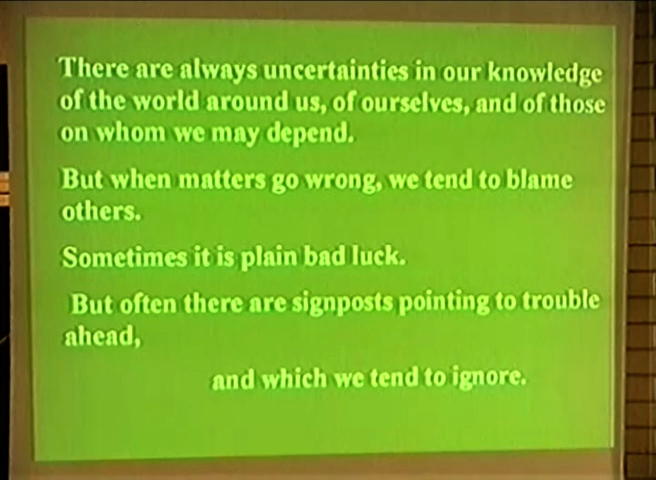 There are always uncertainties in our knowledge
of the world around us, of ourselves, and of those
on whom we may depend.
But when matters go wrong, we tend to blame
others.
Sometimes it is plain bad luck.
But often there are signposts pointing to trouble
ahead,
and which we tend to ignore.